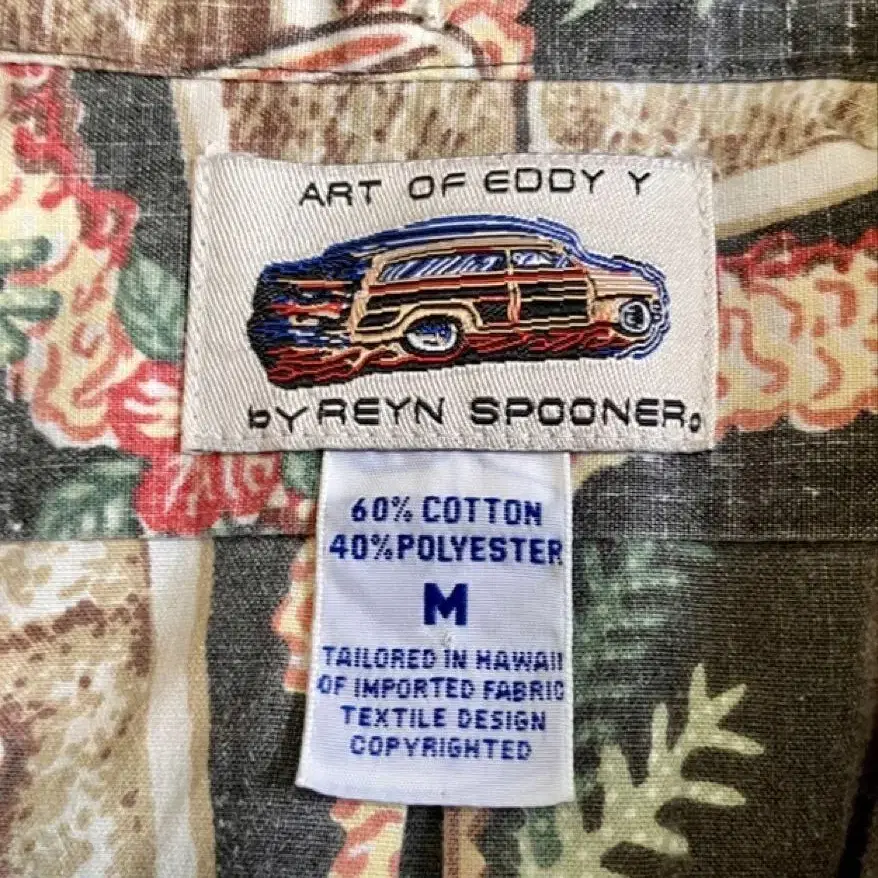 ART OF EDDY Y
by REYN SPOONER®
60% COTTON
40% POLYESTER
M
TAILORED IN HAWAII
OF IMPORTED FABRIC
TEXTILE DESIGN
COPYRIGHTED